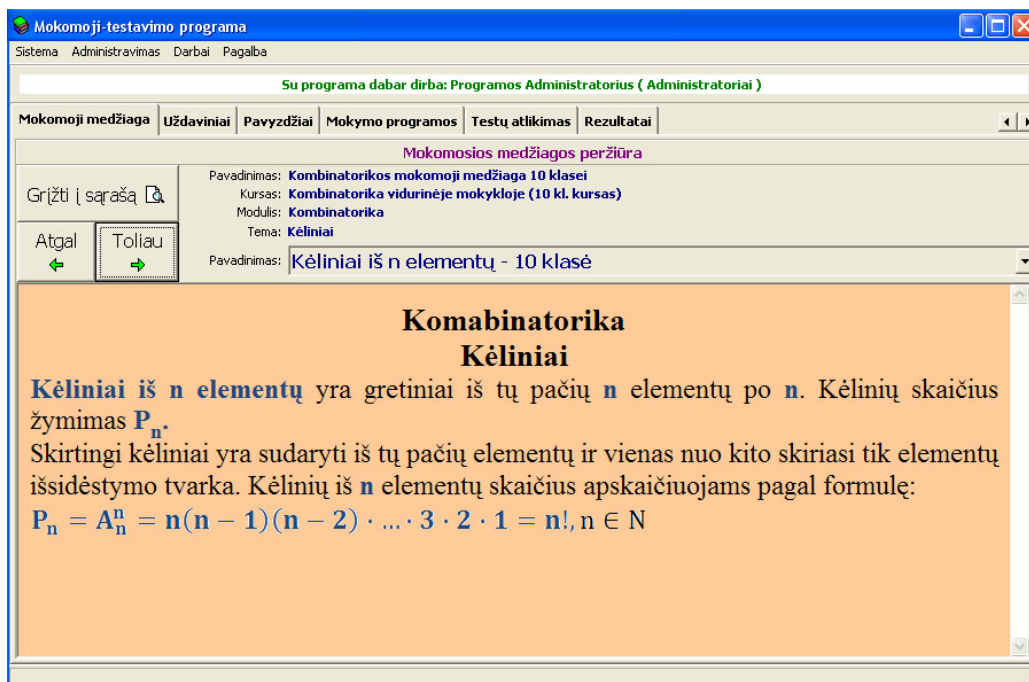 Mokomoji-testavimo programa
Sistema Administravimas Darbai Pagalba
Su programa dabar dirba: Programos Administratorius ( Administratoriai )
Mokomoji medžiaga Uždaviniai Pavyzdžiai Mokymo programos Testų atlikimas Rezultatai
Mokomosios medžiagos peržiūra
Grįžti į sąrašą
Atgal Toliau
Pavadinimas: Kombinatorikos mokomoji medžiaga 10 klasei
Kursas: Kombinatorika vidurinėje mokykloje (10 kl. kursas)
Modulis: Kombinatorika
Tema: Kėliniai
Pavadinimas: Kėliniai iš n elementų - 10 klasė
Komabinatorika
Kėliniai
Kėliniai iš n elementų yra gretiniai iš tų pačių n elementų po n. Kėlinių skaičius
žymimas Pₙ.
Skirtingi kėliniai yra sudaryti iš tų pačių elementų ir vienas nuo kito skiriasi tik elementų
išsidėstymo tvarka. Kėlinių iš n elementų skaičius apskaičiuojams pagal formulę:
Pₙ = Aₙⁿ = n(n − 1)(n − 2) · ... · 3 · 2 · 1 = n!, n ∈ N